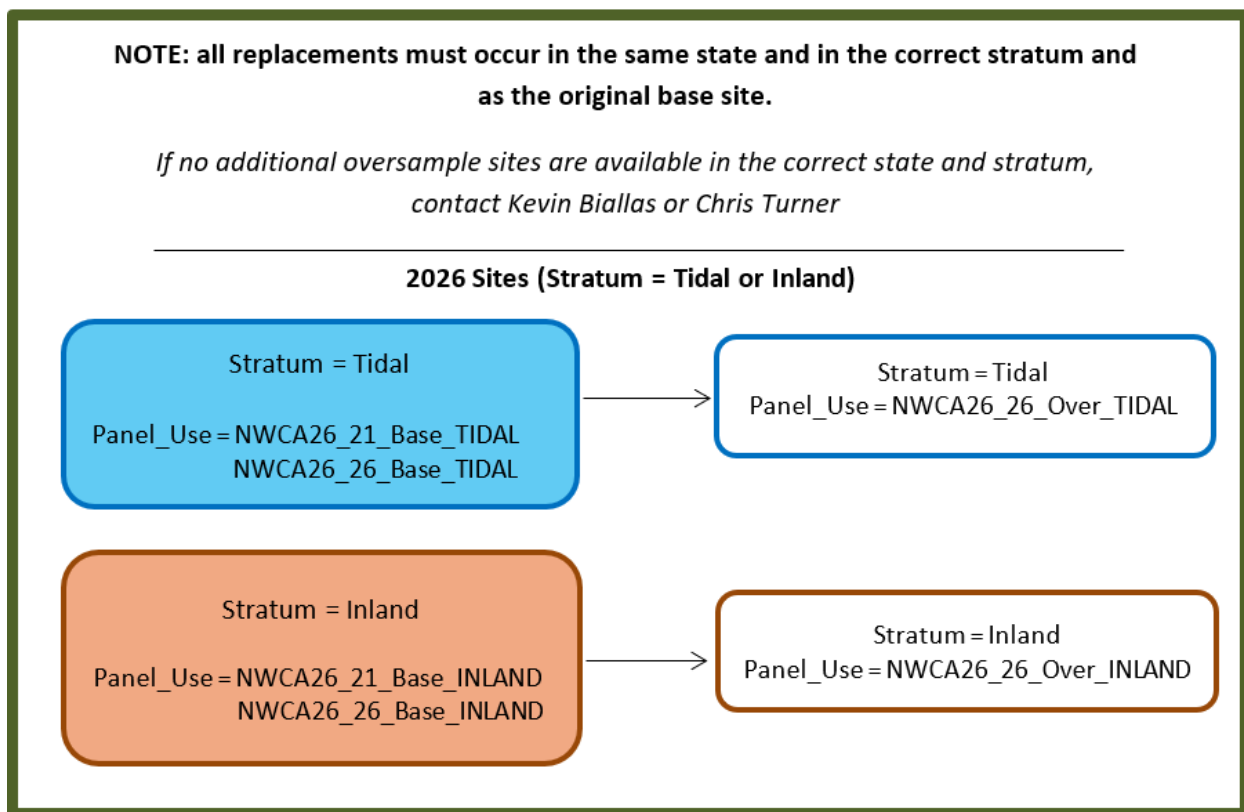 NOTE: all replacements must occur in the same state and in the correct stratum and
as the original base site.
If no additional oversample sites are available in the correct state and stratum,
contact Kevin Biallas or Chris Turner
2026 Sites (Stratum = Tidal or Inland)
Stratum = Tidal
Panel_Use = NWCA26_21_Base_TIDAL
NWCA26_26_Base_TIDAL
Stratum = Tidal
Panel_Use = NWCA26_26_Over_TIDAL
Stratum = Inland
Panel_Use = NWCA26_21_Base_INLAND
NWCA26_26_Base_INLAND
Stratum = Inland
Panel_Use = NWCA26_26_Over_INLAND